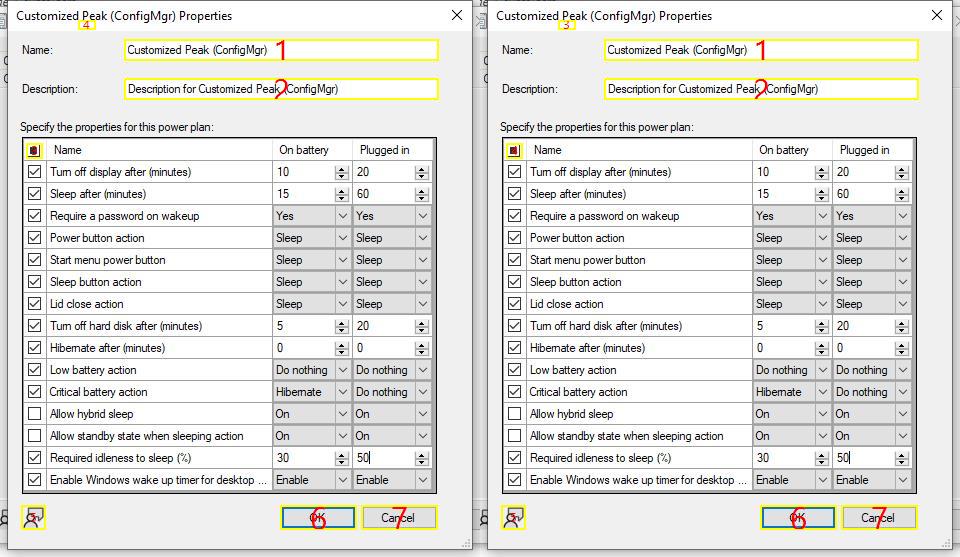 Customized Peak (ConfigMgr) Properties
4
Name: Customized Peak (ConfigMgr) 1
Description: Description for Customized Peak (ConfigMgr) 2
Specify the properties for this power plan:
Name On battery Plugged in
Turn off display after (minutes) 10 20
Sleep after (minutes) 15 60
Require a password on wakeup Yes Yes
Power button action Sleep Sleep
Start menu power button Sleep Sleep
Sleep button action Sleep Sleep
Lid close action Sleep Sleep
Turn off hard disk after (minutes) 5 20
Hibernate after (minutes) 0 0
Low battery action Do nothing Do nothing
Critical battery action Hibernate Do nothing
Allow hybrid sleep On On
Allow standby state when sleeping action On On
Required idleness to sleep (%) 30 50
Enable Windows wake up timer for desktop ... Enable Enable
OK 6 Cancel 7
Customized Peak (ConfigMgr) Properties
3
Name: Customized Peak (ConfigMgr) 1
Description: Description for Customized Peak (ConfigMgr) 2
Specify the properties for this power plan:
Name On battery Plugged in
Turn off display after (minutes) 10 20
Sleep after (minutes) 15 60
Require a password on wakeup Yes Yes
Power button action Sleep Sleep
Start menu power button Sleep Sleep
Sleep button action Sleep Sleep
Lid close action Sleep Sleep
Turn off hard disk after (minutes) 5 20
Hibernate after (minutes) 0 0
Low battery action Do nothing Do nothing
Critical battery action Hibernate Do nothing
Allow hybrid sleep On On
Allow standby state when sleeping action On On
Required idleness to sleep (%) 30 50
Enable Windows wake up timer for desktop ... Enable Enable
OK 6 Cancel 7